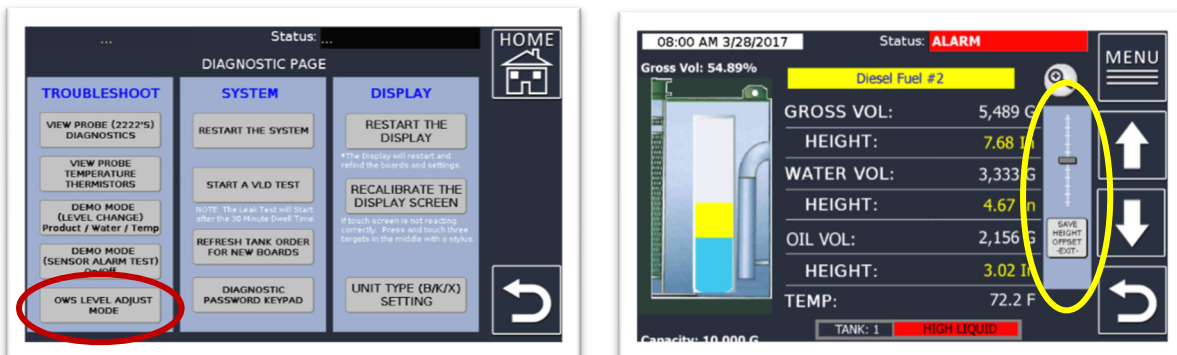 ...
Status: ...
HOME
DIAGNOSTIC PAGE
TROUBLESHOOT
VIEW PROBE (2222'S)
DIAGNOSTICS
VIEW PROBE
TEMPERATURE
THERMISTORS
DEMO MODE
(LEVEL CHANGE)
Product / Water / Temp
DEMO MODE
(SENSOR ALARM TEST)
On/Off
OWS LEVEL ADJUST
MODE
SYSTEM
RESTART THE SYSTEM
START A VLD TEST
NOTE: The Leak Test will Start
after the 30 Minute Dwell Time.
REFRESH TANK ORDER
FOR NEW BOARDS
DIAGNOSTIC
PASSWORD KEYPAD
DISPLAY
RESTART THE
DISPLAY
*The Display will restart and
refind the boards and settings.
RECALIBRATE THE
DISPLAY SCREEN
If touch screen is not reacting
correctly. Press and touch three
targets in the middle with a stylus.
UNIT TYPE (B/K/X)
SETTING
08:00 AM 3/28/2017
Status: ALARM
MENU
Gross Vol: 54.89%
Diesel Fuel #2
GROSS VOL: 5,489 G
HEIGHT: 7.68 In
WATER VOL: 3,333 G
HEIGHT: 4.67 In
OIL VOL: 2,156 G
HEIGHT: 3.02 In
TEMP: 72.2 F
SAVE
HEIGHT
OFFSET
-EXIT-
TANK: 1 HIGH LIQUID
Capacity: 10,000 G